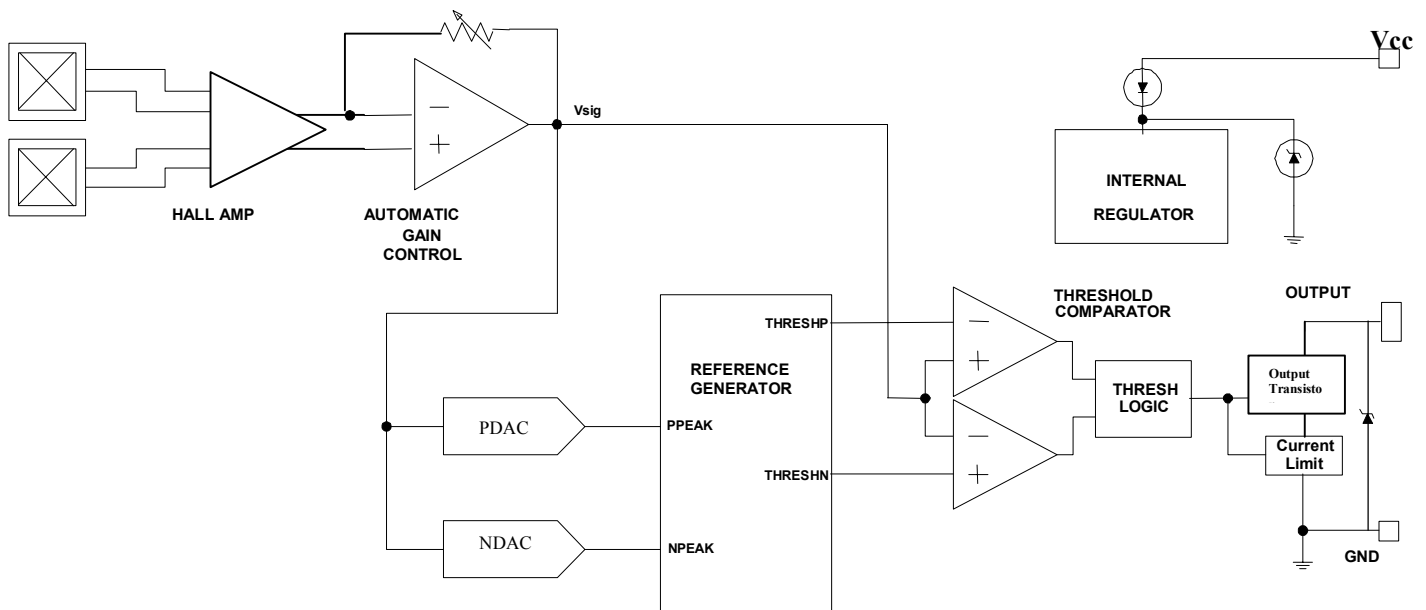 Vcc
Vsig
HALL AMP
AUTOMATIC
GAIN
CONTROL
INTERNAL
REGULATOR
THRESHOLD
COMPARATOR
OUTPUT
THRESHP
REFERENCE
GENERATOR
Output
Transisto
THRESH
LOGIC
PDAC
PPEAK
Current
Limit
THRESHN
NDAC
NPEAK
GND